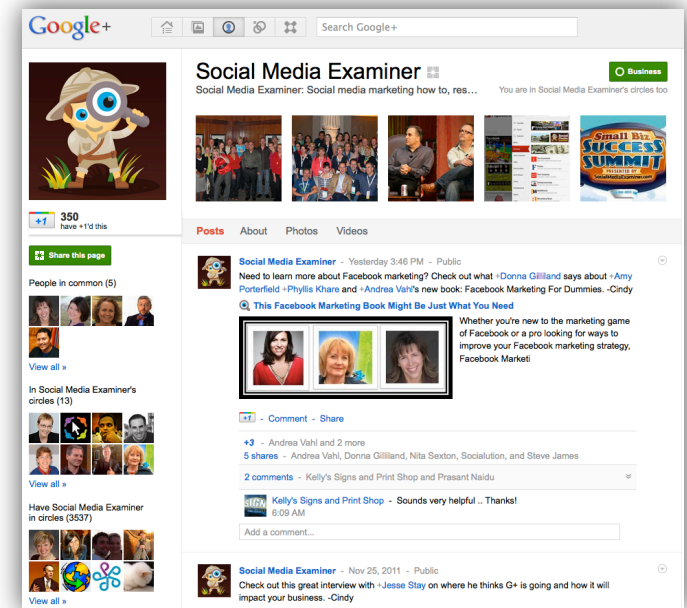 Google+
Search Google+
Social Media Examiner
Social Media Examiner: Social media marketing how to, res...
Business
You are in Social Media Examiner's circles too
Small Biz
SUCCESS
SUMMIT
PRESENTED BY
SocialMediaExaminer.com
+1
350
have +1'd this
Share this page
People in common (5)
View all »
In Social Media Examiner's
circles (13)
View all »
Have Social Media Examiner
in circles (3537)
View all »
Posts About Photos Videos
Social Media Examiner - Yesterday 3:46 PM - Public
Need to learn more about Facebook marketing? Check out what +Donna Gilliland says about +Amy
Porterfield +Phyllis Khare and +Andrea Vahl's new book: Facebook Marketing For Dummies. -Cindy
This Facebook Marketing Book Might Be Just What You Need
Whether you're new to the marketing game
of Facebook or a pro looking for ways to
improve your Facebook marketing strategy,
Facebook Marketi
+1 - Comment - Share
+3 - Andrea Vahl and 2 more
5 shares - Andrea Vahl, Donna Gilliland, Nita Sexton, Socialution, and Steve James
2 comments - Kelly's Signs and Print Shop and Prasant Naidu
Kelly's Signs and Print Shop - Sounds very helpful .. Thanks!
6:09 AM
Add a comment...
Social Media Examiner - Nov 25, 2011 - Public
Check out this great interview with +Jesse Stay on where he thinks G+ is going and how it will
impact your business. -Cindy